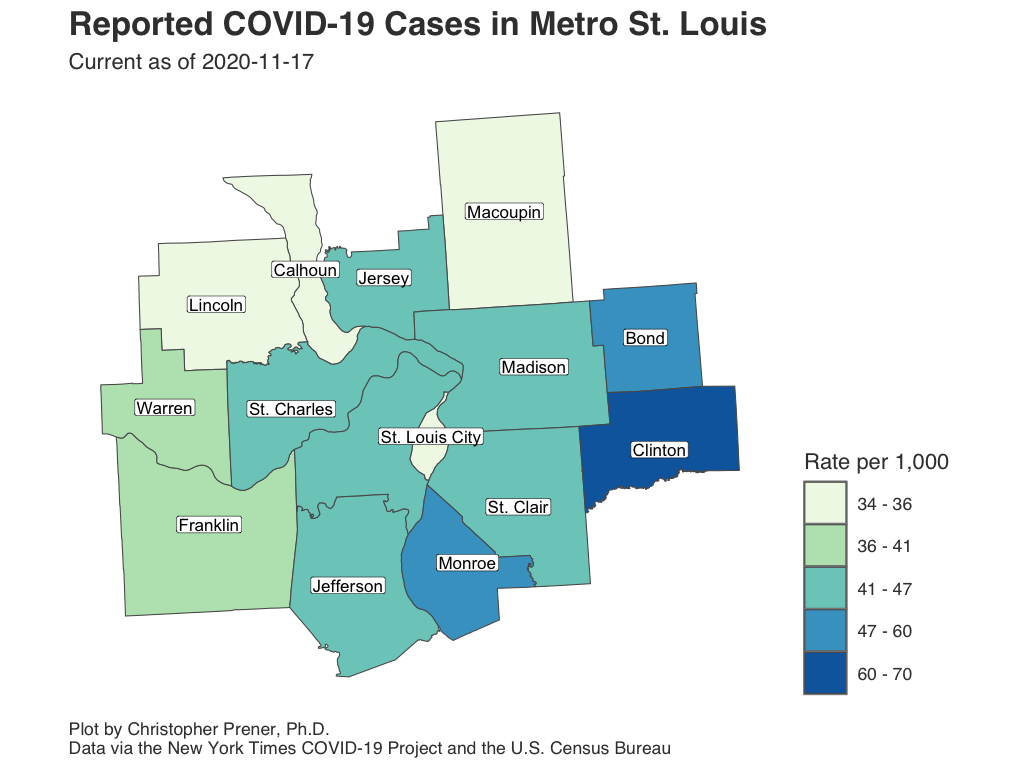 Reported COVID-19 Cases in Metro St. Louis
Current as of 2020-11-17
Macoupin
Calhoun
Jersey
Lincoln
Bond
Madison
Warren
St. Charles
St. Louis City
Clinton
St. Clair
Franklin
Monroe
Jefferson
Rate per 1,000
34 - 36
36 - 41
41 - 47
47 - 60
60 - 70
Plot by Christopher Prener, Ph.D.
Data via the New York Times COVID-19 Project and the U.S. Census Bureau